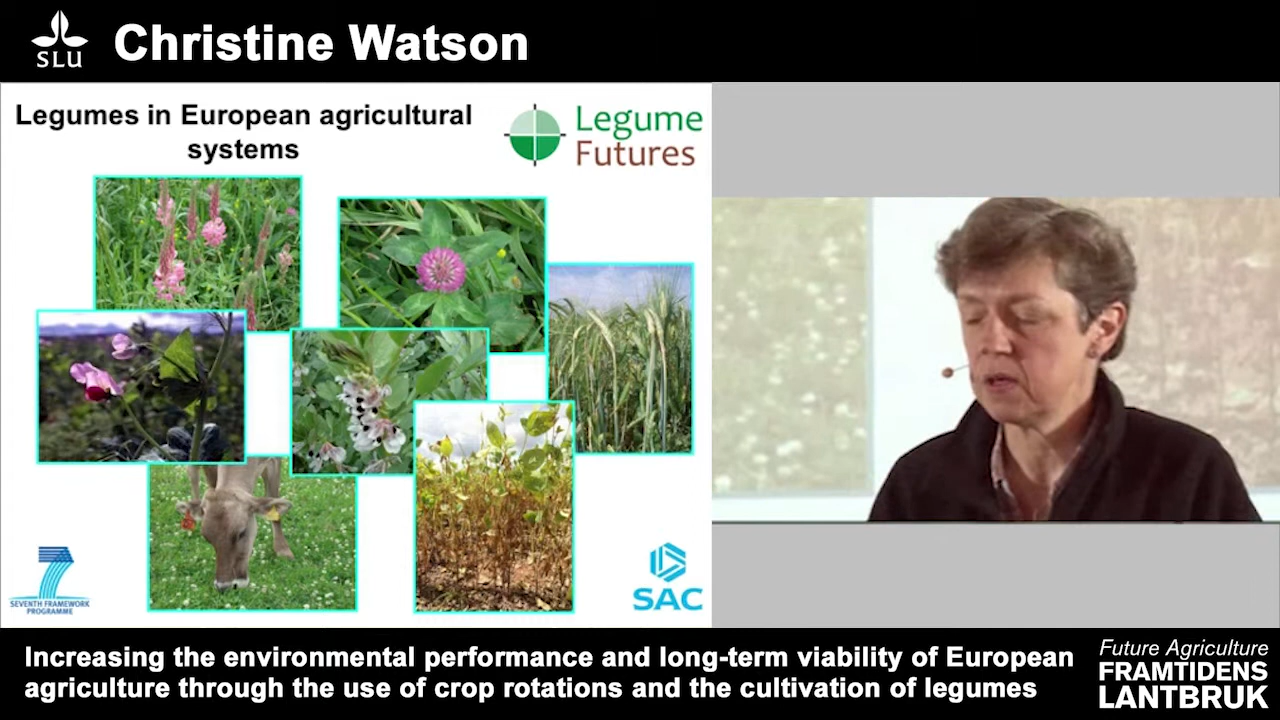 SLU
Christine Watson
Legumes in European agricultural
systems
Legume
Futures
SEVENTH FRAMEWORK
PROGRAMME
SAC
Increasing the environmental performance and long-term viability of European
agriculture through the use of crop rotations and the cultivation of legumes
Future Agriculture
FRAMTIDENS
LANTBRUK